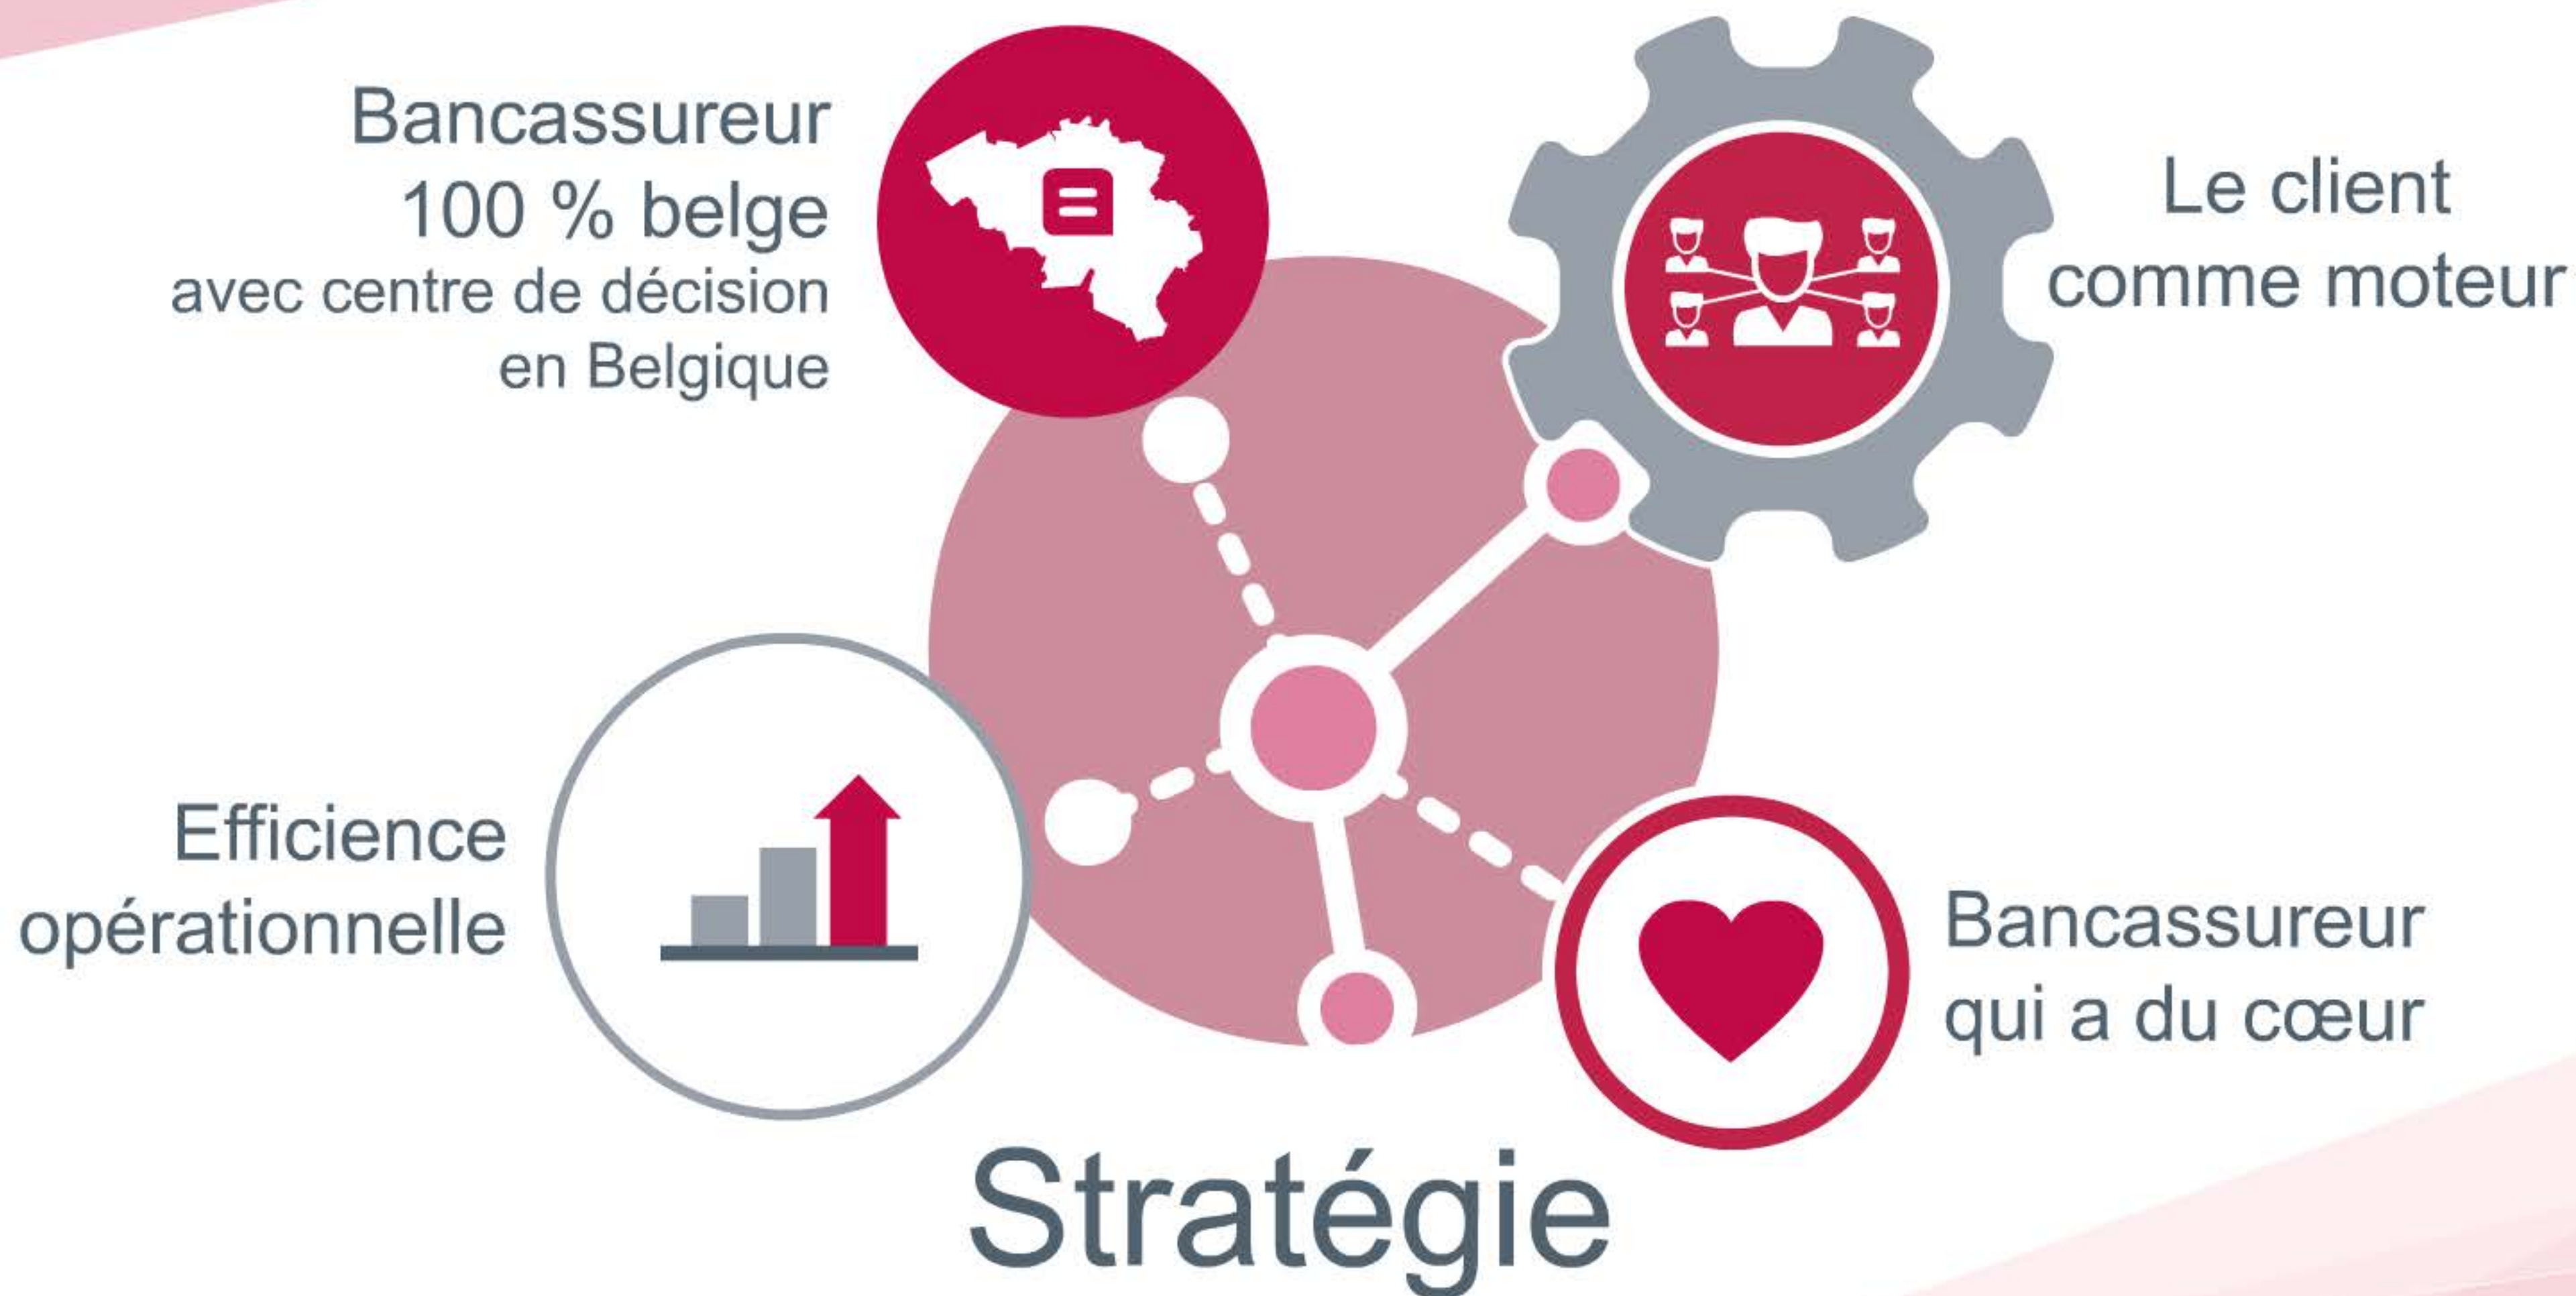 Bancassureur
100 % belge
avec centre de décision
en Belgique
Le client
comme moteur
Efficience
opérationnelle
Bancassureur
qui a du cœur
Stratégie